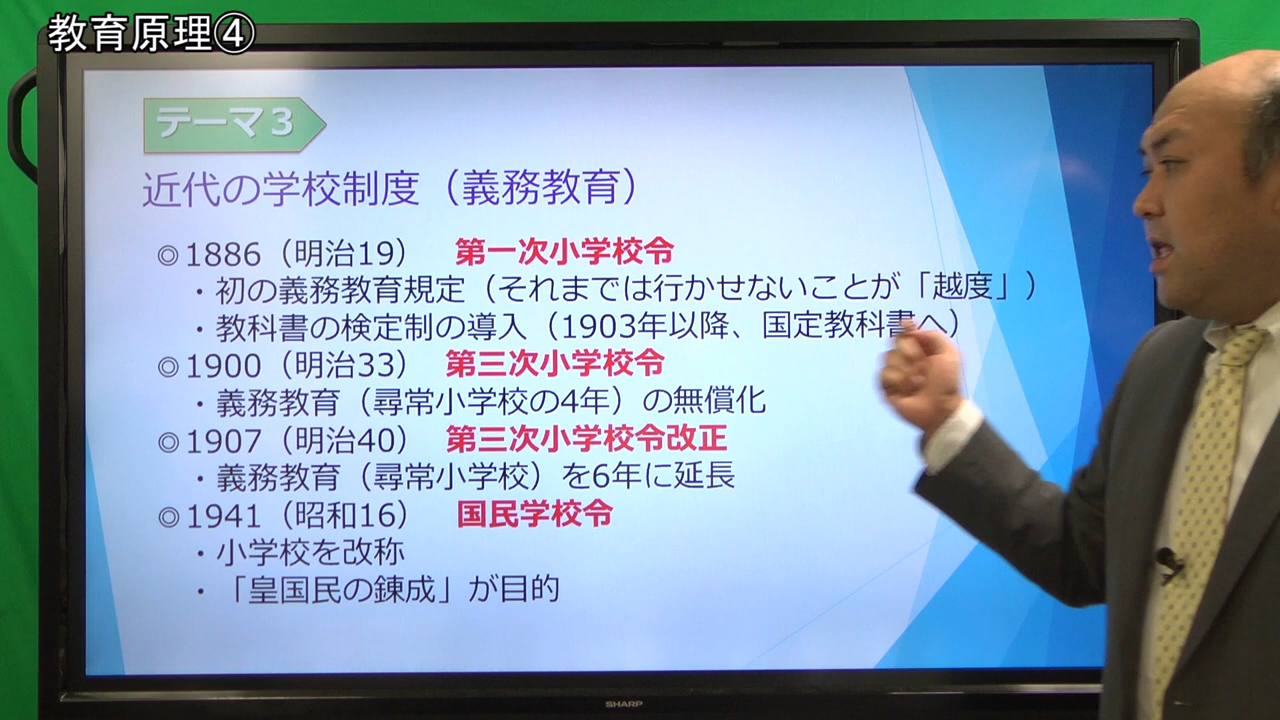 教育原理④
テーマ３
近代の学校制度（義務教育）
◎1886（明治19） 第一次小学校令
・初の義務教育規定（それまでは行かせないことが「越度」）
・教科書の検定制の導入（1903年以降、国定教科書へ）
◎1900（明治33） 第三次小学校令
・義務教育（尋常小学校の4年）の無償化
◎1907（明治40） 第三次小学校令改正
・義務教育（尋常小学校）を6年に延長
◎1941（昭和16） 国民学校令
・小学校を改称
・「皇国民の錬成」が目的
SHARP